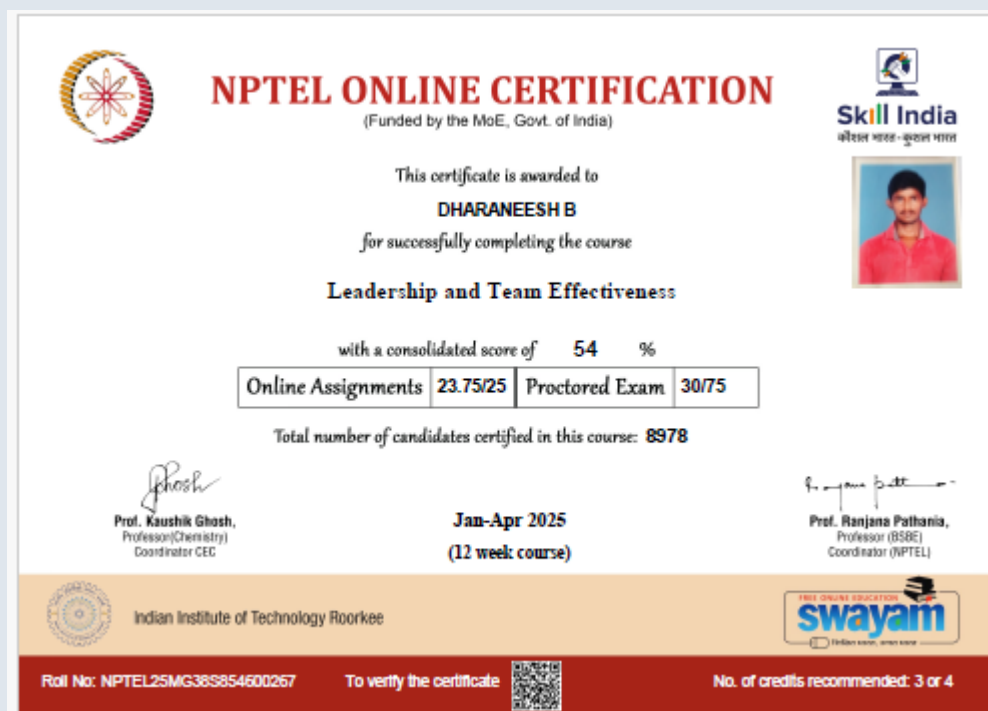 NPTEL ONLINE CERTIFICATION
(Funded by the MoE, Govt. of India)
Skill India
कौशल भारत - कुशल भारत
This certificate is awarded to
DHARANEESH B
for successfully completing the course
Leadership and Team Effectiveness
with a consolidated score of 54 %
Online Assignments 23.75/25 Proctored Exam 30/75
Total number of candidates certified in this course: 8978
Prof. Kaushik Ghosh,
Professor(Chemistry)
Coordinator CEC
Jan-Apr 2025
(12 week course)
Prof. Ranjana Pathania,
Professor (BSBE)
Coordinator (NPTEL)
Indian Institute of Technology Roorkee
FREE ONLINE EDUCATION
swayam
Roll No: NPTEL25MG38S854600267
To verify the certificate
No. of credits recommended: 3 or 4